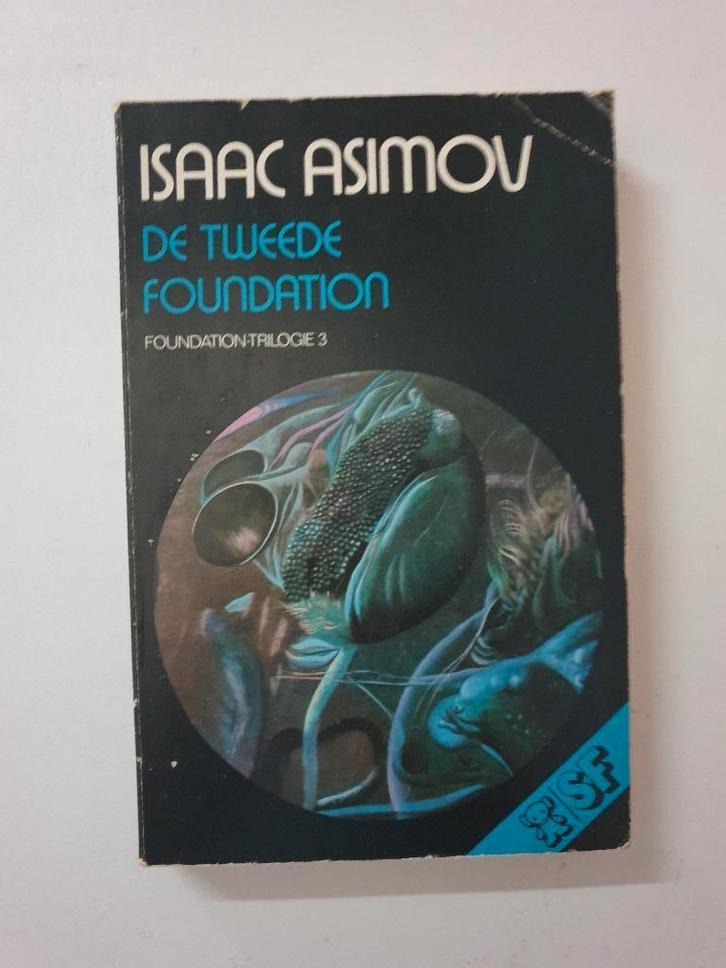 ISAAC ASIMOV
DE TWEEDE
FOUNDATION
FOUNDATION-TRILOGIE 3
SF